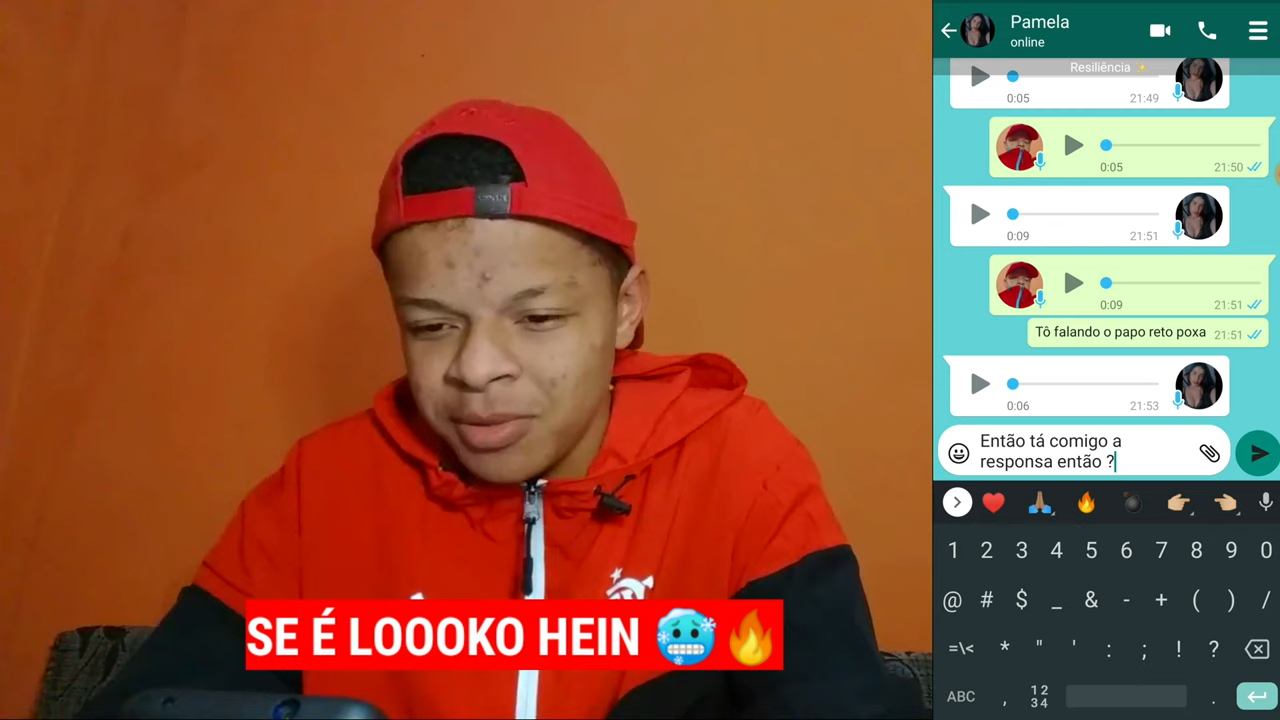 SE É LOOOKO HEIN 🥶🔥
Pamela
online
Resiliência ✨
0:05 21:49
0:05 21:50
0:09 21:51
0:09 21:51
Tô falando o papo reto poxa 21:51
0:06 21:53
Então tá comigo a
responsa então ?
1 2 3 4 5 6 7 8 9 0
@ # $ _ & - + ( ) /
=\< * " ' : ; ! ?
ABC , 12 .
34